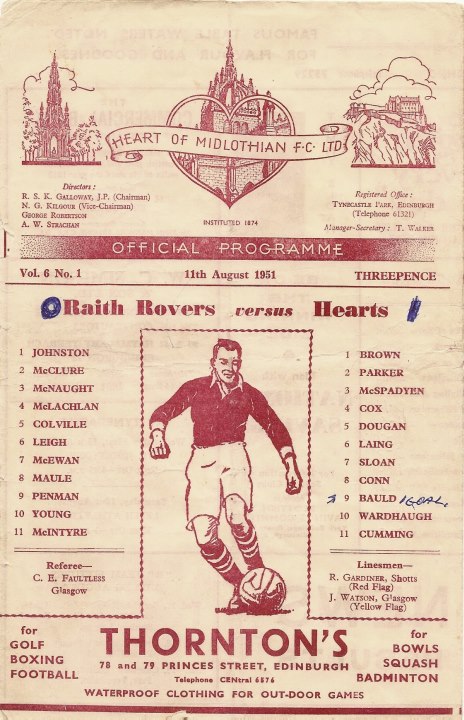 HEART OF MIDLOTHIAN F.C. LTD.
Directors :
R. S. K. GALLOWAY, J.P. (Chairman)
N. G. KILGOUR (Vice-Chairman)
GEORGE ROBERTSON
A. W. STRACHAN
INSTITUTED 1874
Registered Office :
TYNECASTLE PARK, EDINBURGH
(Telephone 61321)
Manager-Secretary : T. WALKER
OFFICIAL PROGRAMME
Vol. 6 No. 1 11th August 1951 THREEPENCE
0 Raith Rovers versus Hearts 1
1 JOHNSTON
2 McCLURE
3 McNAUGHT
4 McLACHLAN
5 COLVILLE
6 LEIGH
7 McEWAN
8 MAULE
9 PENMAN
10 YOUNG
11 McINTYRE
Referee—
C. E. FAULTLESS
Glasgow
1 BROWN
2 PARKER
3 McSPADYEN
4 COX
5 DOUGAN
6 LAING
7 SLOAN
8 CONN
9 BAULD 1 GOAL
10 WARDHAUGH
11 CUMMING
Linesmen—
R. GARDINER, Shotts
(Red Flag)
J. WATSON, Glasgow
(Yellow Flag)
for
GOLF
BOXING
FOOTBALL
THORNTON'S
78 and 79 PRINCES STREET, EDINBURGH
Telephone CENtral 6876
WATERPROOF CLOTHING FOR OUT-DOOR GAMES
for
BOWLS
SQUASH
BADMINTON